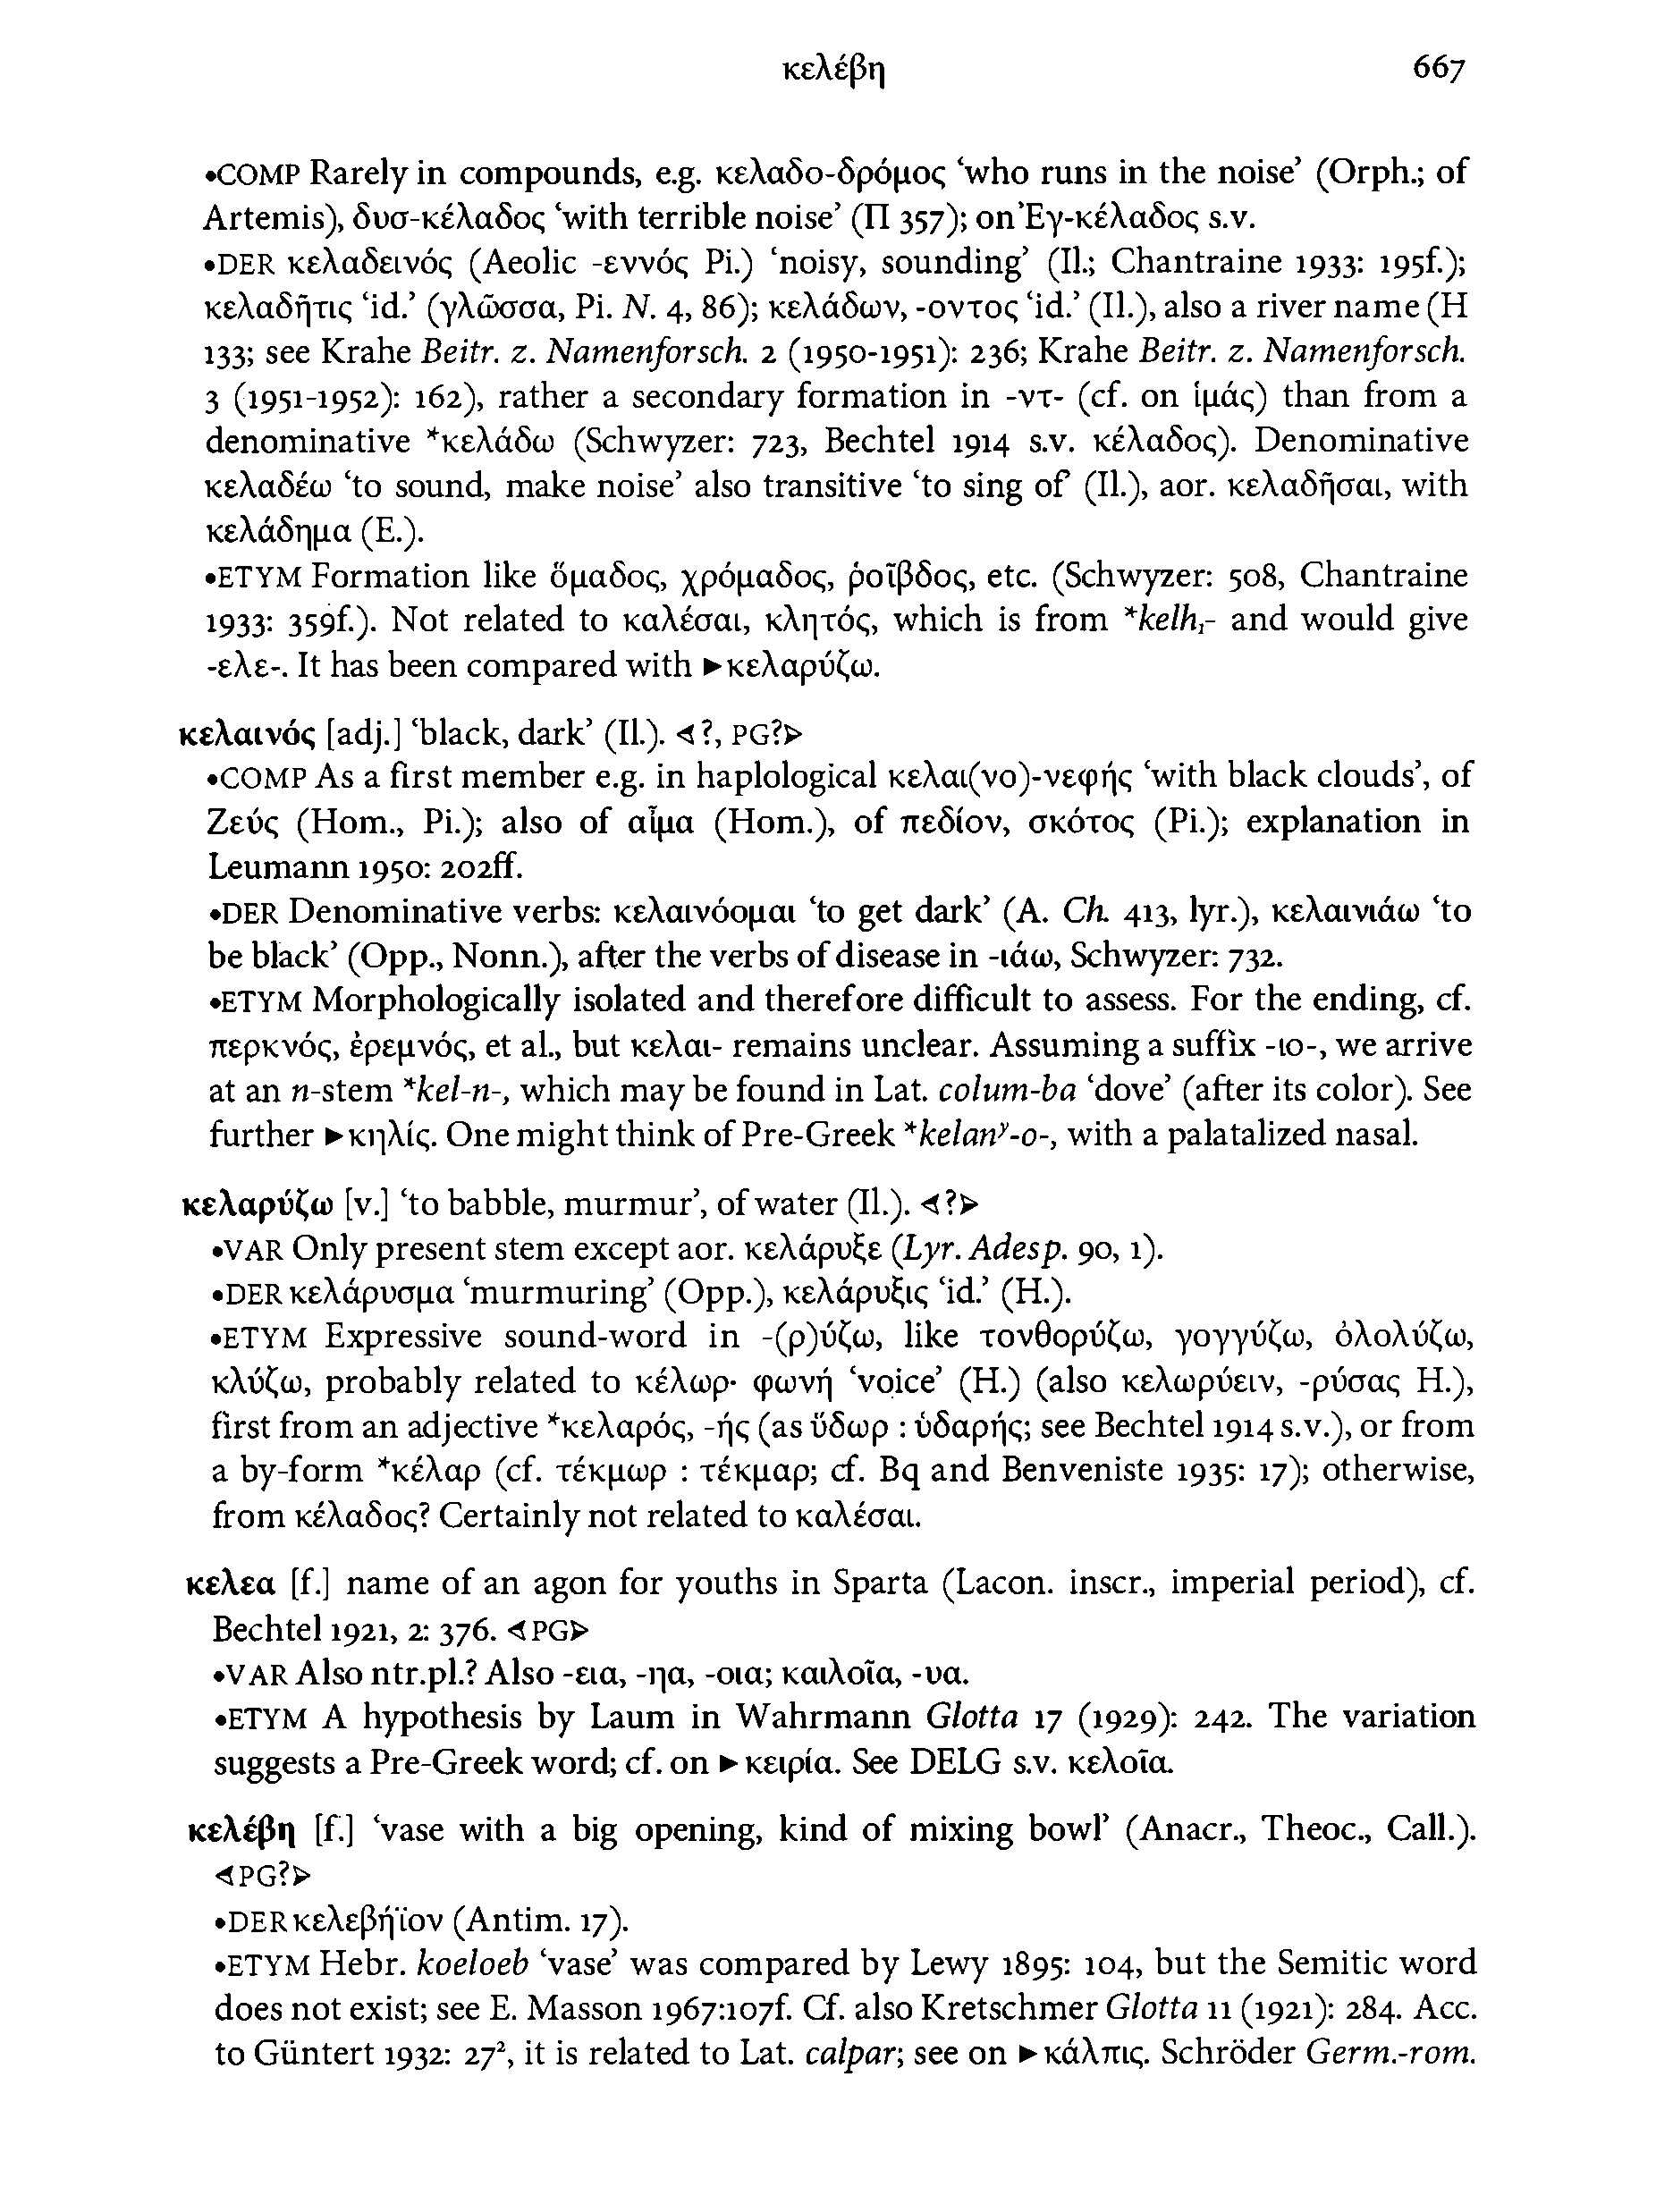 κελέβη 667
•COMP Rarely in compounds, e.g. κελαδο-δρόμος ‘who runs in the noise’ (Orph.; of
Artemis), δυσ-κέλαδος ‘with terrible noise’ (Π 357); on Ἐγ-κέλαδος s.v.
•DER κελαδεινός (Aeolic -εννός Pi.) ‘noisy, sounding’ (Il.; Chantraine 1933: 195f.);
κελαδῆτις ‘id.’ (γλῶσσα, Pi. N. 4, 86); κελάδων, -οντος ‘id.’ (Il.), also a river name (H
133; see Krahe Beitr. z. Namenforsch. 2 (1950-1951): 236; Krahe Beitr. z. Namenforsch.
3 (1951-1952): 162), rather a secondary formation in -ντ- (cf. on ἱμάς) than from a
denominative *κελάδω (Schwyzer: 723, Bechtel 1914 s.v. κέλαδος). Denominative
κελαδέω ‘to sound, make noise’ also transitive ‘to sing of’ (Il.), aor. κελαδῆσαι, with
κελάδημα (E.).
•ETYM Formation like ὅμαδος, χρόμαδος, ῥοῖβδος, etc. (Schwyzer: 508, Chantraine
1933: 359f.). Not related to καλέσαι, κλητός, which is from *kelh₁- and would give
-ελε-. It has been compared with ►κελαρύζω.
κελαινός [adj.] ‘black, dark’ (Il.). ⊲?, PG?⊳
•COMP As a first member e.g. in haplological κελαι(νο)-νεφής ‘with black clouds’, of
Ζεύς (Hom., Pi.); also of αἷμα (Hom.), of πεδίον, σκότος (Pi.); explanation in
Leumann 1950: 202ff.
•DER Denominative verbs: κελαινόομαι ‘to get dark’ (A. Ch. 413, lyr.), κελαινιάω ‘to
be black’ (Opp., Nonn.), after the verbs of disease in -ιάω, Schwyzer: 732.
•ETYM Morphologically isolated and therefore difficult to assess. For the ending, cf.
περκνός, ἐρεμνός, et al., but κελαι- remains unclear. Assuming a suffix -ιο-, we arrive
at an n-stem *kel-n-, which may be found in Lat. colum-ba ‘dove’ (after its color). See
further ►κηλίς. One might think of Pre-Greek *kelanʸ-o-, with a palatalized nasal.
κελαρύζω [v.] ‘to babble, murmur’, of water (Il.). ⊲?⊳
•VAR Only present stem except aor. κελάρυξε (Lyr. Adesp. 90, 1).
•DER κελάρυσμα ‘murmuring’ (Opp.), κελάρυξις ‘id.’ (H.).
•ETYM Expressive sound-word in -(ρ)ύζω, like τονθορύζω, γογγύζω, ὀλολύζω,
κλύζω, probably related to κέλωρ· φωνή ‘voice’ (H.) (also κελωρύειν, -ρύσας H.),
first from an adjective *κελαρός, -ής (as ὕδωρ : ὑδαρής; see Bechtel 1914 s.v.), or from
a by-form *κέλαρ (cf. τέκμωρ : τέκμαρ; cf. Bq and Benveniste 1935: 17); otherwise,
from κέλαδος? Certainly not related to καλέσαι.
κελεα [f.] name of an agon for youths in Sparta (Lacon. inscr., imperial period), cf.
Bechtel 1921, 2: 376. ⊲PG⊳
•VAR Also ntr.pl.? Also -εια, -ηα, -οια; καιλοῖα, -υα.
•ETYM A hypothesis by Laum in Wahrmann Glotta 17 (1929): 242. The variation
suggests a Pre-Greek word; cf. on ►κειρία. See DELG s.v. κελοῖα.
κελέβη [f.] ‘vase with a big opening, kind of mixing bowl’ (Anacr., Theoc., Call.).
⊲PG?⊳
•DER κελεβήϊον (Antim. 17).
•ETYM Hebr. koeloeb ‘vase’ was compared by Lewy 1895: 104, but the Semitic word
does not exist; see E. Masson 1967:107f. Cf. also Kretschmer Glotta 11 (1921): 284. Acc.
to Güntert 1932: 27², it is related to Lat. calpar; see on ►κάλπις. Schröder Germ.-rom.